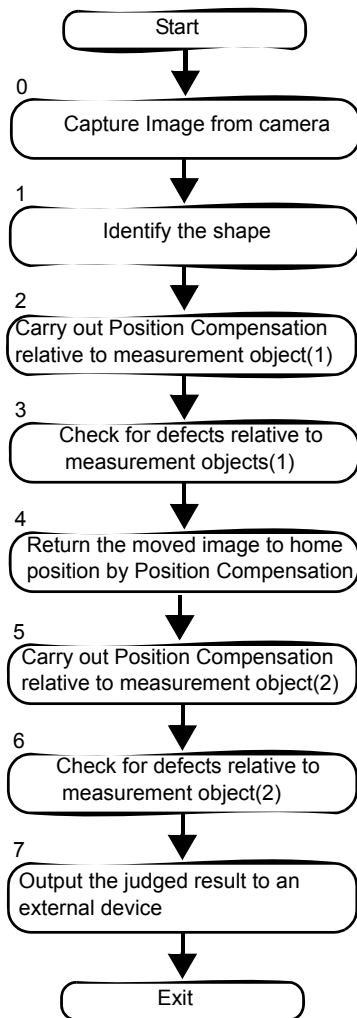 Start
0
Capture Image from camera
1
Identify the shape
2
Carry out Position Compensation
relative to measurement object(1)
3
Check for defects relative to
measurement objects(1)
4
Return the moved image to home
position by Position Compensation
5
Carry out Position Compensation
relative to measurement object(2)
6
Check for defects relative to
measurement object(2)
7
Output the judged result to an
external device
Exit